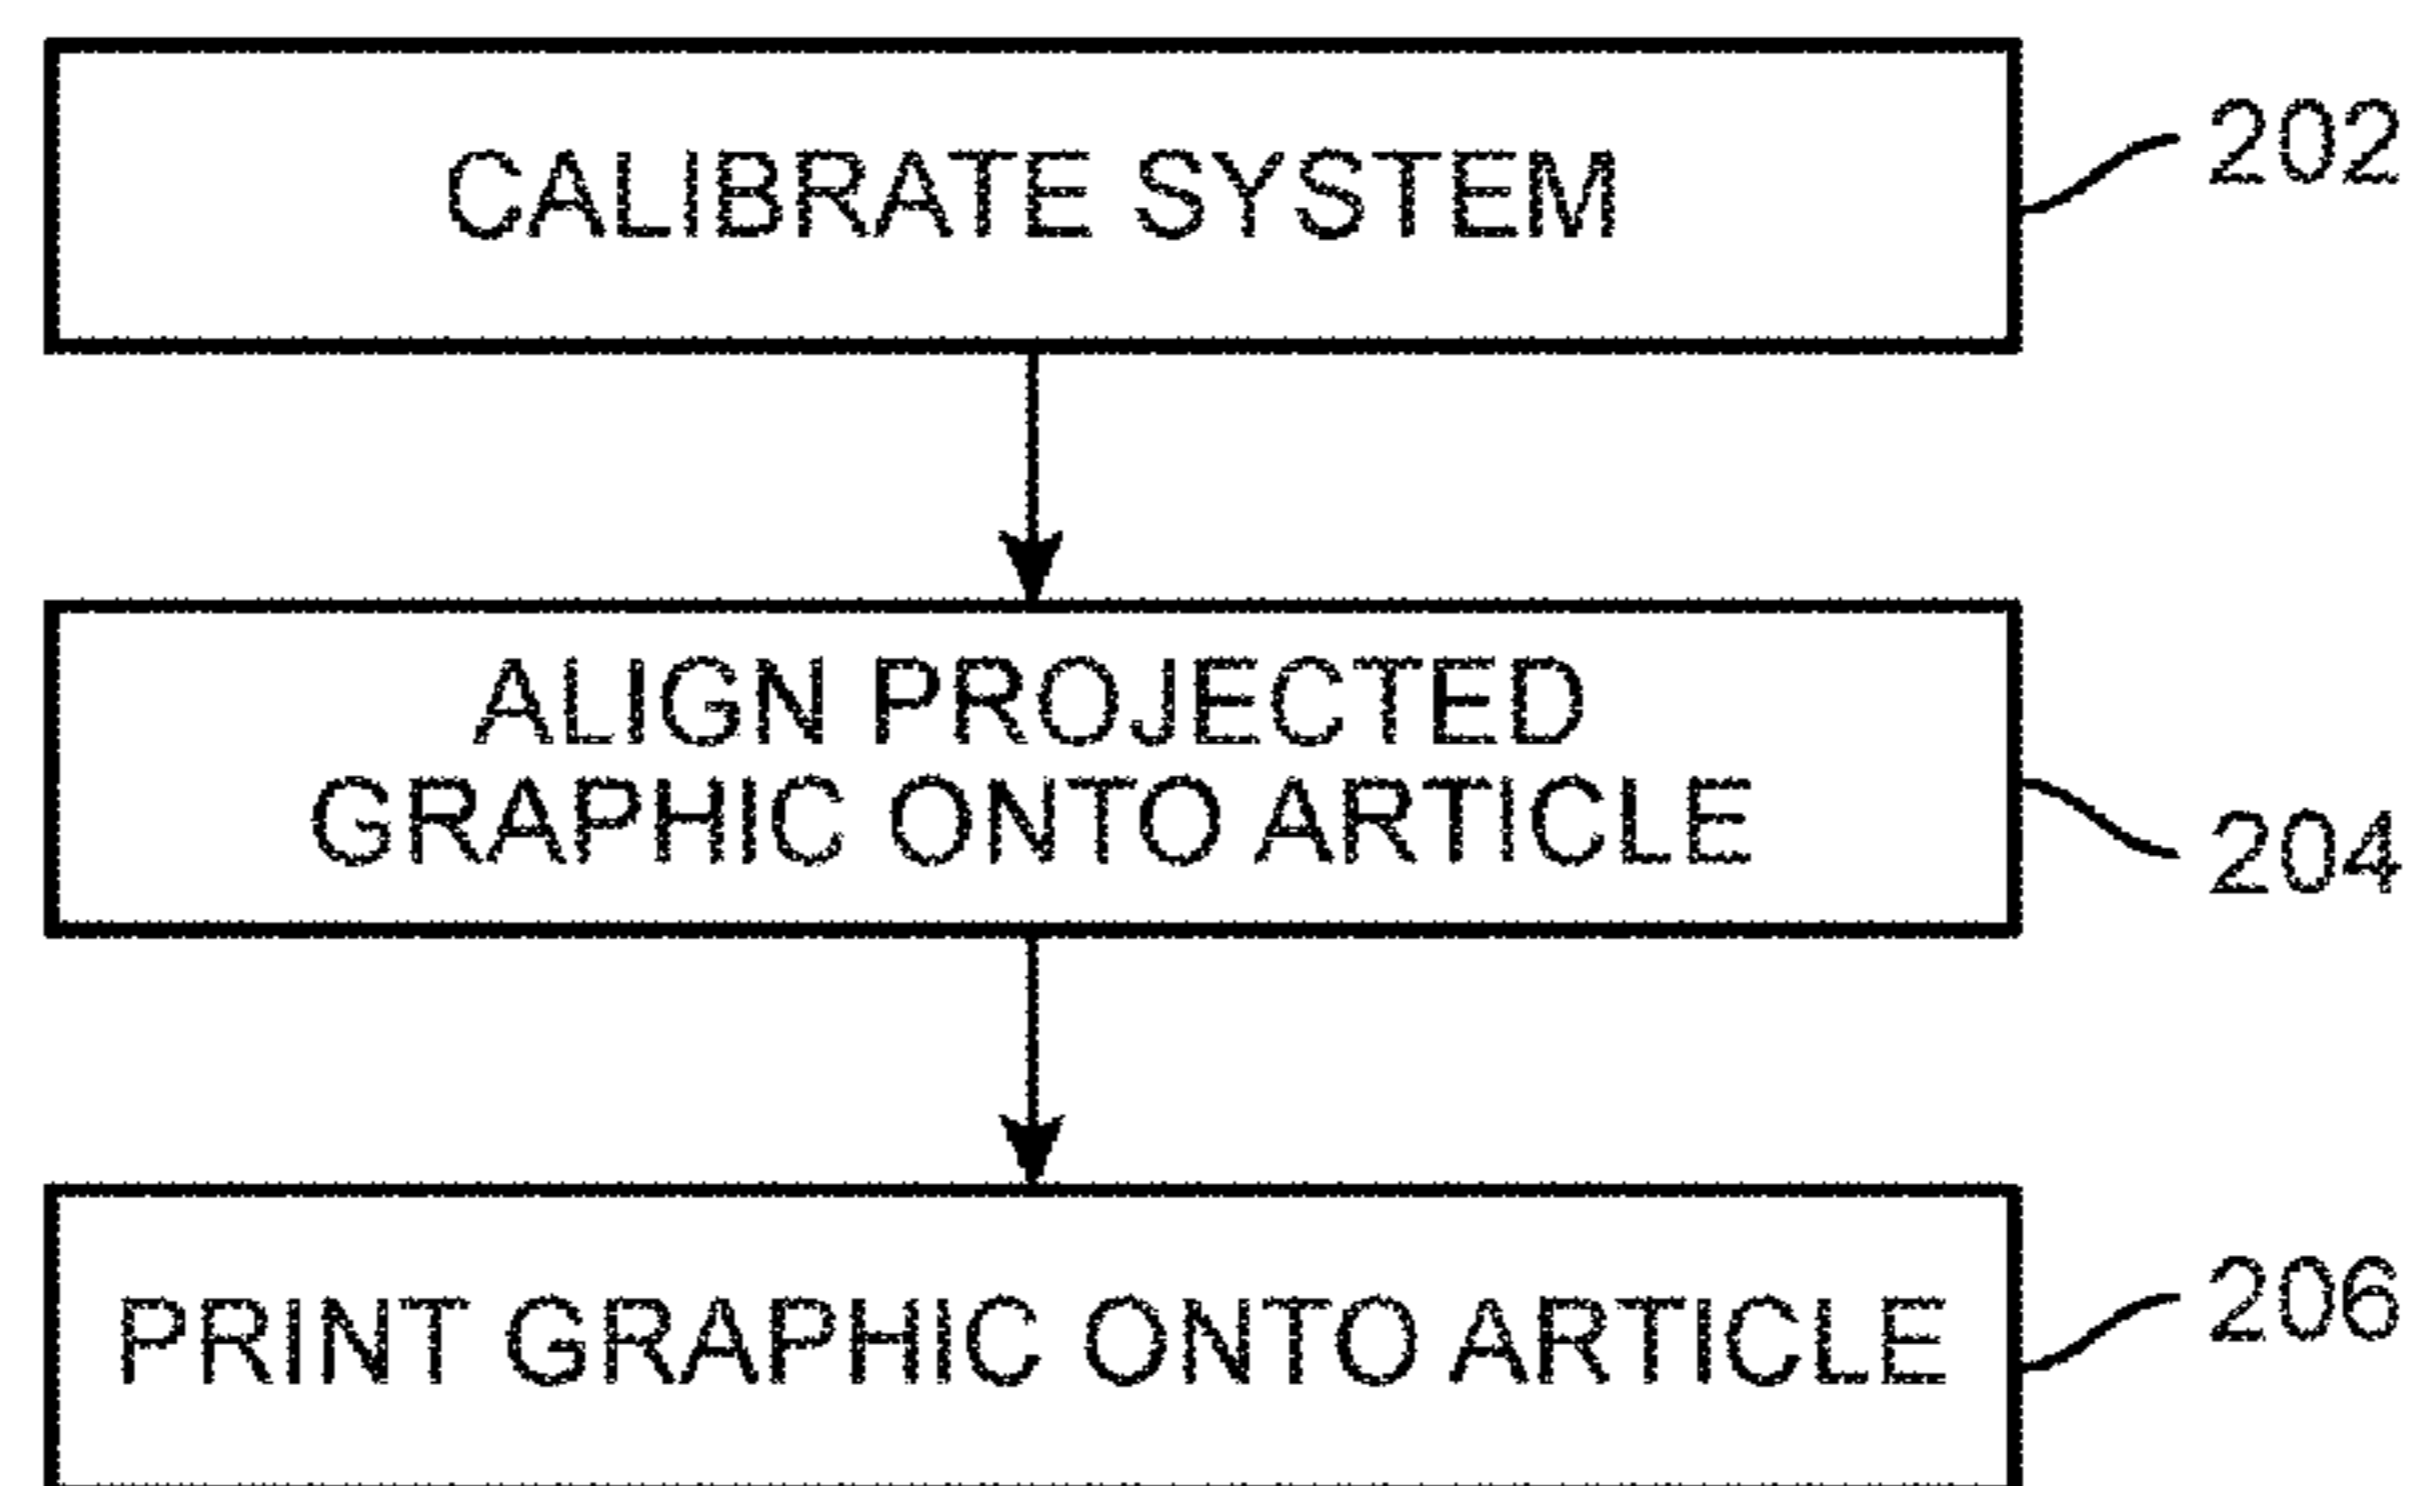 CALIBRATE SYSTEM
202
ALIGN PROJECTED
GRAPHIC ONTO ARTICLE
204
PRINT GRAPHIC ONTO ARTICLE
206